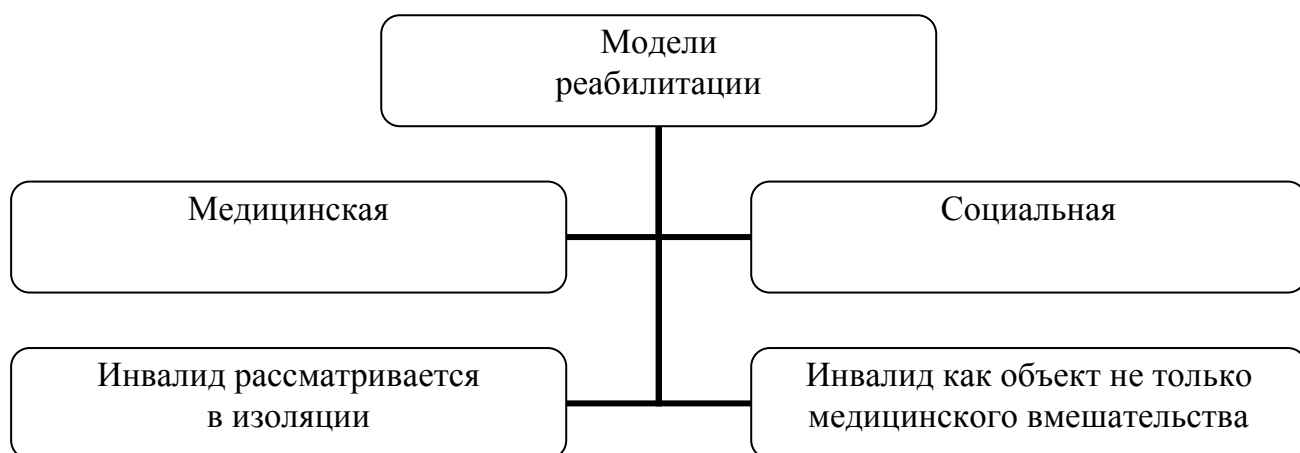 Модели
реабилитации
Медицинская
Социальная
Инвалид рассматривается
в изоляции
Инвалид как объект не только
медицинского вмешательства